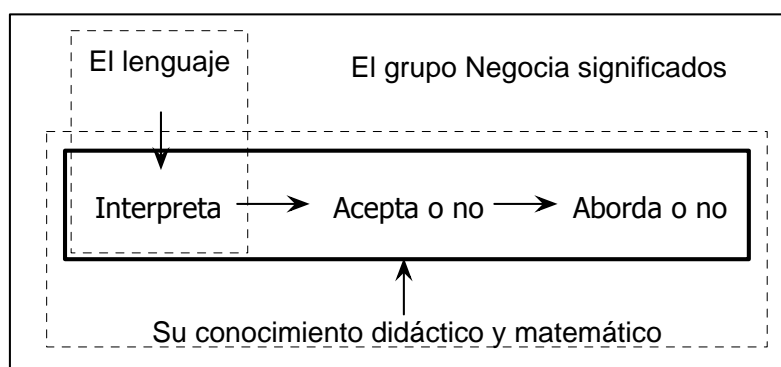 El lenguaje
El grupo Negocia significados
Interpreta
Acepta o no
Aborda o no
Su conocimiento didáctico y matemático